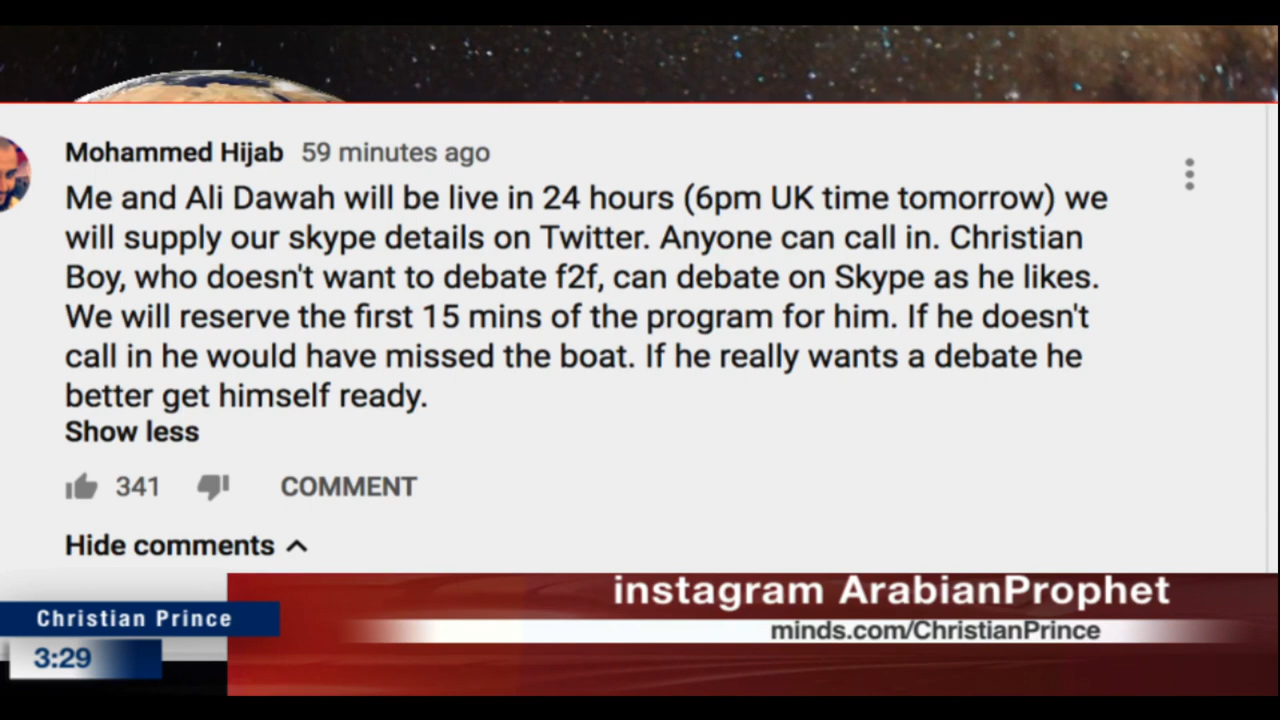 Mohammed Hijab 59 minutes ago
Me and Ali Dawah will be live in 24 hours (6pm UK time tomorrow) we
will supply our skype details on Twitter. Anyone can call in. Christian
Boy, who doesn't want to debate f2f, can debate on Skype as he likes.
We will reserve the first 15 mins of the program for him. If he doesn't
call in he would have missed the boat. If he really wants a debate he
better get himself ready.
Show less
341 COMMENT
Hide comments
instagram ArabianProphet
Christian Prince
minds.com/ChristianPrince
3:29